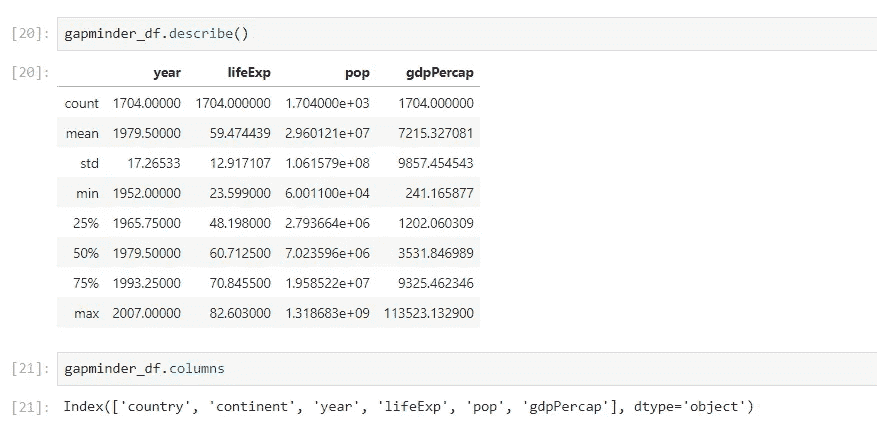 [20]: gapminder_df.describe()
[20]: year lifeExp pop gdpPercap
count 1704.00000 1704.000000 1.704000e+03 1704.000000
mean 1979.50000 59.474439 2.960121e+07 7215.327081
std 17.26533 12.917107 1.061579e+08 9857.454543
min 1952.00000 23.599000 6.001100e+04 241.165877
25% 1965.75000 48.198000 2.793664e+06 1202.060309
50% 1979.50000 60.712500 7.023596e+06 3531.846989
75% 1993.25000 70.845500 1.958522e+07 9325.462346
max 2007.00000 82.603000 1.318683e+09 113523.132900
[21]: gapminder_df.columns
[21]: Index(['country', 'continent', 'year', 'lifeExp', 'pop', 'gdpPercap'], dtype='object')